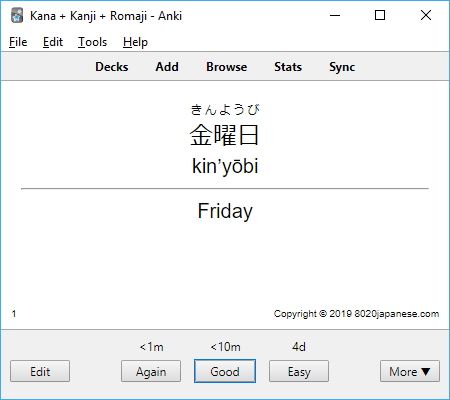 Kana + Kanji + Romaji - Anki
File Edit Tools Help
Decks Add Browse Stats Sync
きんようび
金曜日
kin’yōbi
Friday
1 Copyright © 2019 8020japanese.com
<1m <10m 4d
Edit Again Good Easy More ▼